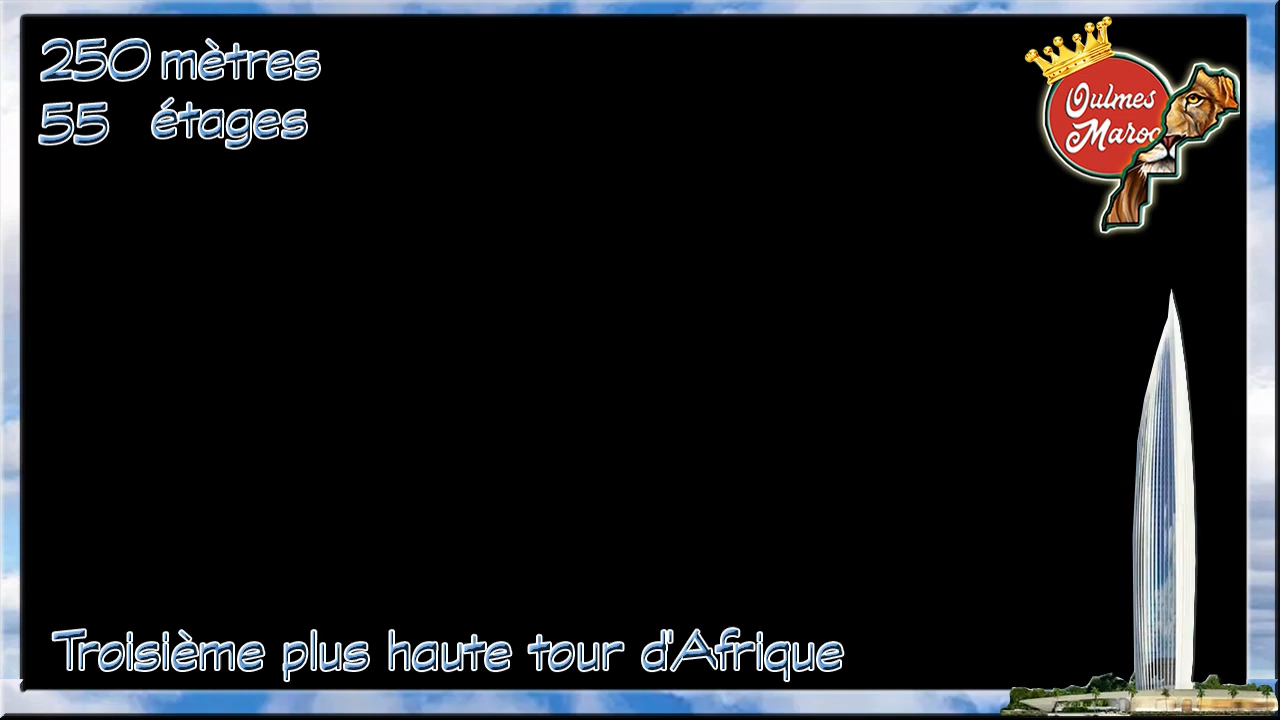 250 mètres
55 étages
Oulmes
Maroc
Troisième plus haute tour d'Afrique